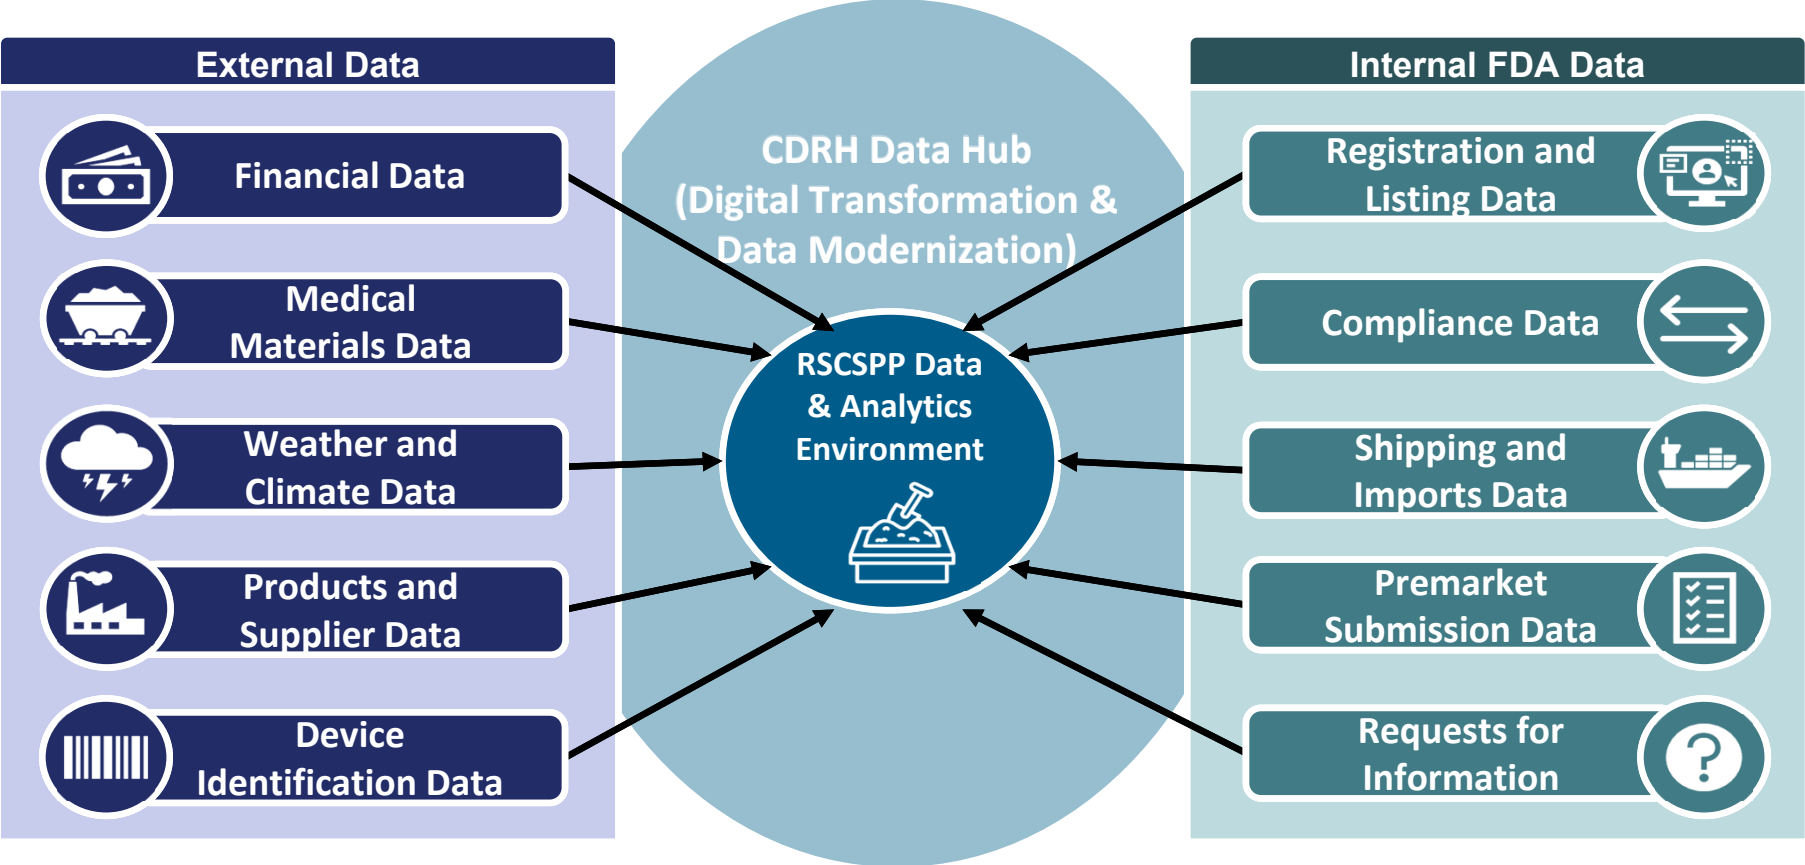 External Data
Financial Data
Medical
Materials Data
Weather and
Climate Data
Products and
Supplier Data
Device
Identification Data
CDRH Data Hub
(Digital Transformation &
Data Modernization)
RSCSPP Data
& Analytics
Environment
Internal FDA Data
Registration and
Listing Data
Compliance Data
Shipping and
Imports Data
Premarket
Submission Data
Requests for
Information
?